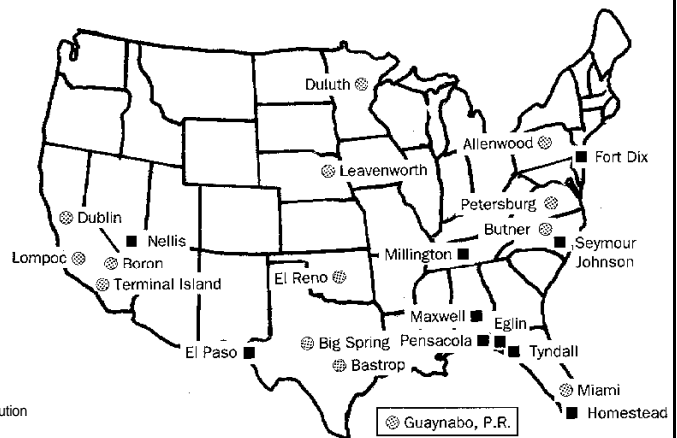 Duluth
Allenwood
Fort Dix
Leavenworth
Petersburg
Dublin
Butner
Nellis
Seymour
Johnson
Lompoc
Boron
Millington
Terminal Island
El Reno
Maxwell
Eglin
Big Spring
Pensacola
El Paso
Tyndall
Bastrop
Miami
ution
Homestead
Guaynabo, P.R.